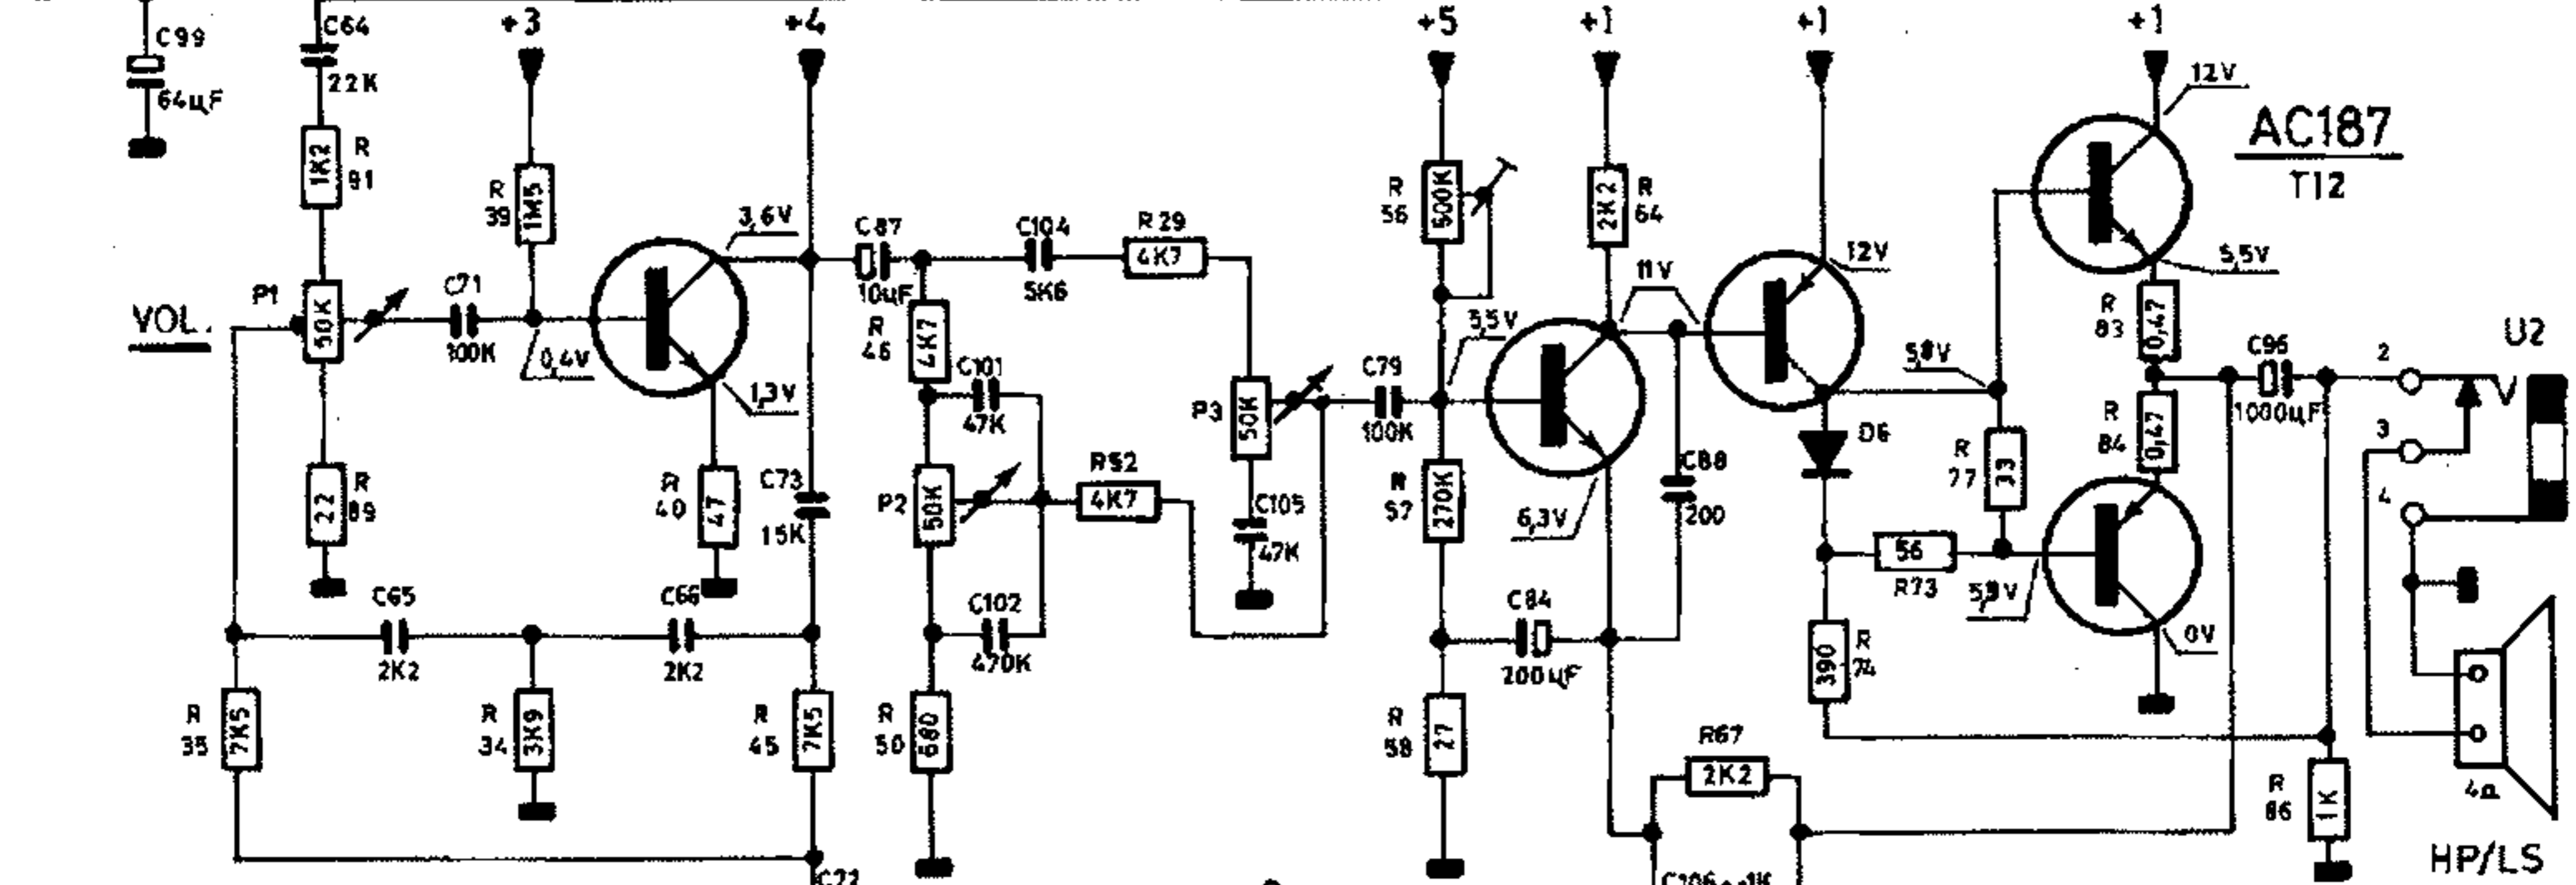 +3
+4
+5
+1
+1
+1
C99
64µF
C64
22K
R 91
1K2
R 39
1M5
3,6V
C87
10µF
C104
5K6
R29
4K7
R 56
500K
R 64
2K2
12V
AC187
T12
VOL.
P1
50K
C71
100K
0,4V
1,3V
R 46
4K7
C101
47K
P3
50K
C79
100K
5,5V
11V
12V
5,8V
5,5V
R 83
0,47
R 84
0,47
C96
1000µF
U2
2
3
4
R 89
22
R 40
47
C73
15K
P2
50K
R52
4K7
C105
47K
R 57
270K
6,3V
C88
200
D6
R 77
33
56
R73
0V
C65
2K2
C66
2K2
C102
470K
C84
200µF
R 74
390
R 35
7K5
R 34
3K9
R 45
7K5
R 50
680
R 58
27
R67
2K2
R 86
1K
4Ω
HP/LS
C106
1K